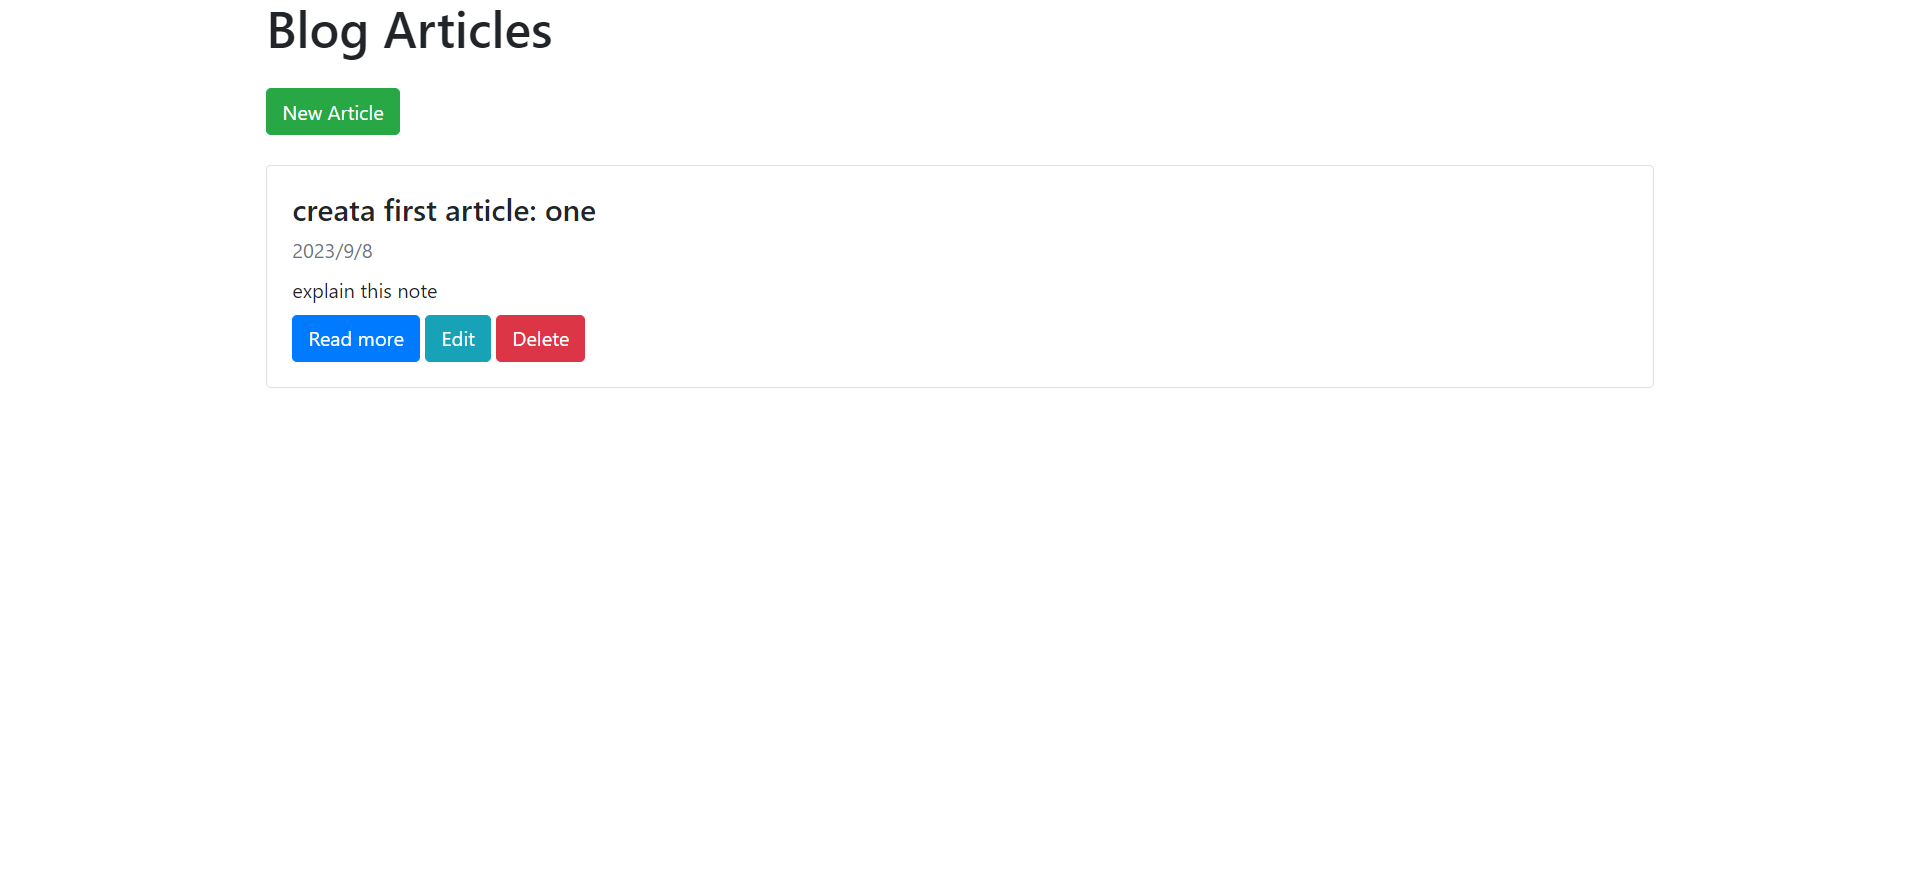 Blog Articles
New Article
creata first article: one
2023/9/8
explain this note
Read more Edit Delete